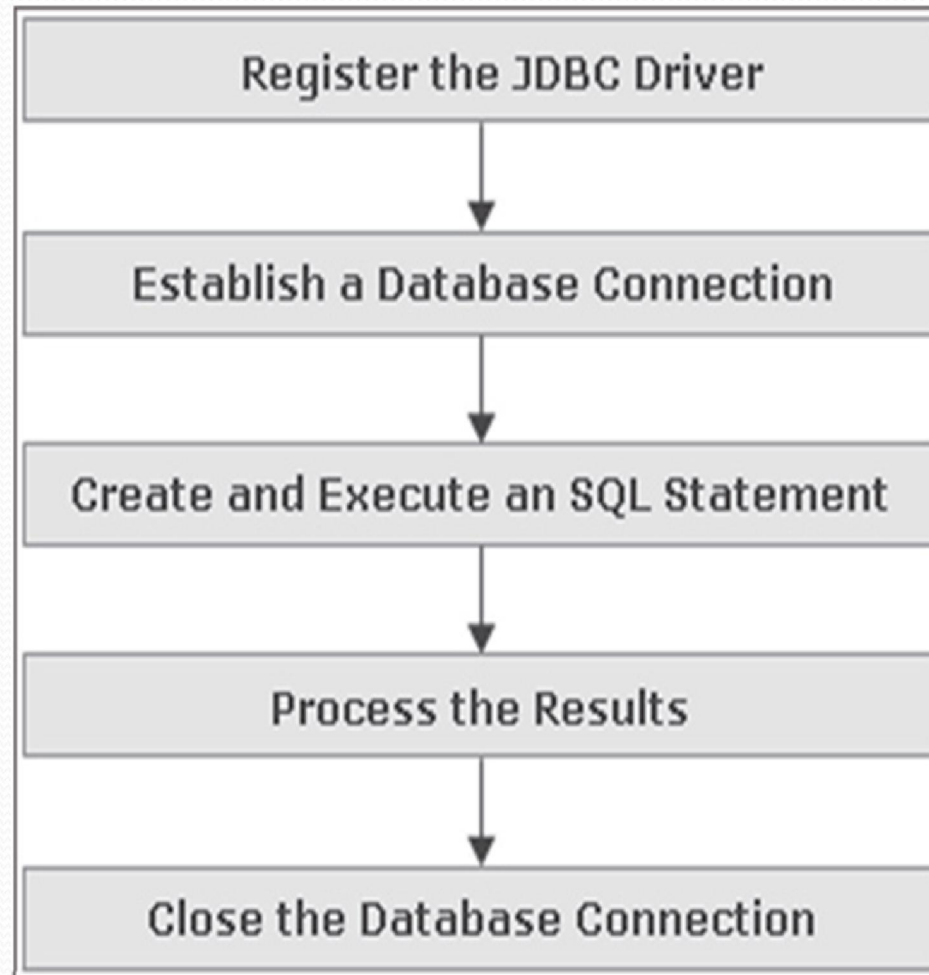 Register the JDBC Driver
Establish a Database Connection
Create and Execute an SQL Statement
Process the Results
Close the Database Connection